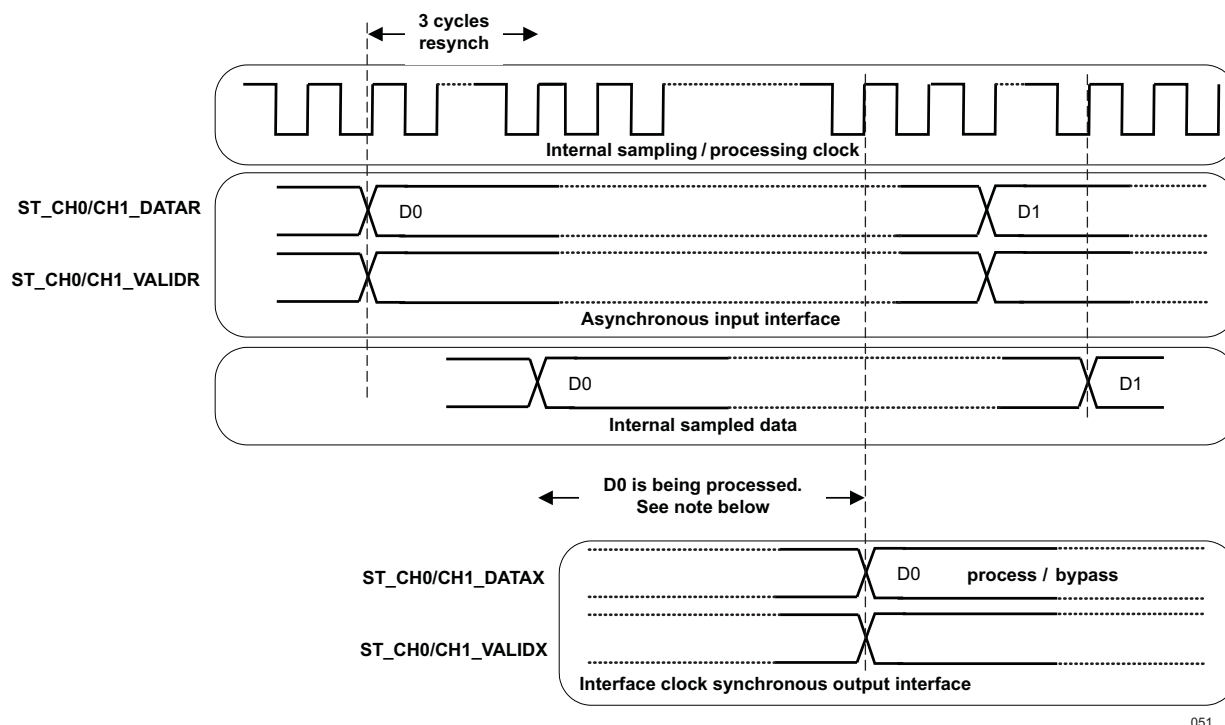 3 cycles
resynch
Internal sampling / processing clock
ST_CH0/CH1_DATAR
D0
D1
ST_CH0/CH1_VALIDR
Asynchronous input interface
D0
D1
Internal sampled data
D0 is being processed.
See note below
ST_CH0/CH1_DATAX
D0 process / bypass
ST_CH0/CH1_VALIDX
Interface clock synchronous output interface
051